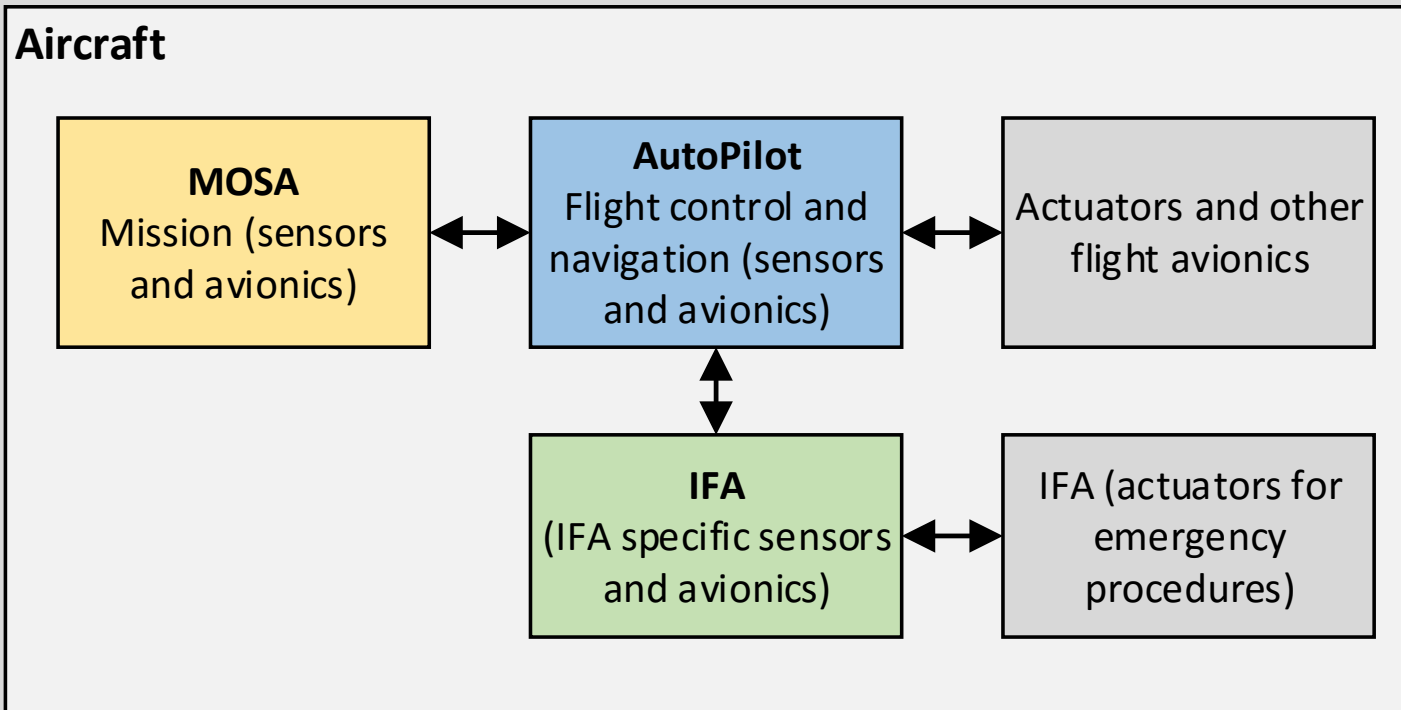 Aircraft
MOSA
Mission (sensors
and avionics)
AutoPilot
Flight control and
navigation (sensors
and avionics)
Actuators and other
flight avionics
IFA
(IFA specific sensors
and avionics)
IFA (actuators for
emergency
procedures)